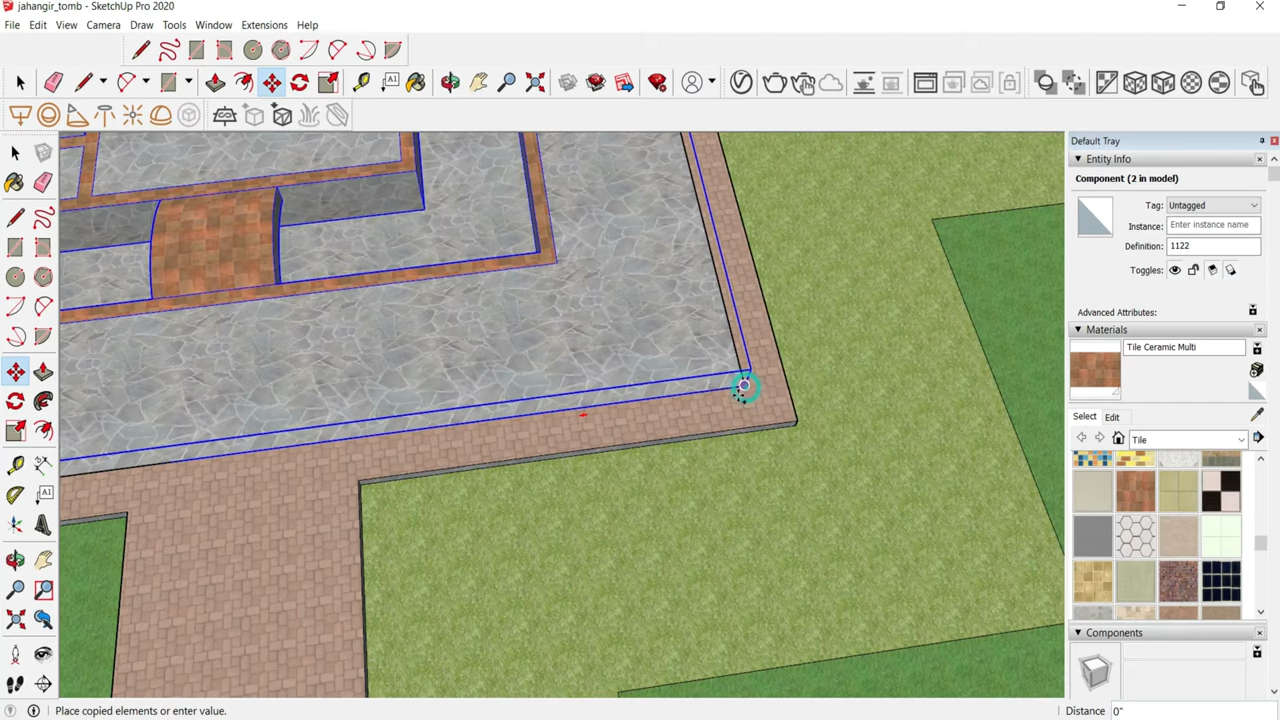 jahangir_tomb - SketchUp Pro 2020
File Edit View Camera Draw Tools Window Extensions Help
A1
Default Tray
Entity Info
Component (2 in model)
Tag: Untagged
Instance: Enter instance name
Definition: 1122
Toggles:
Advanced Attributes:
Materials
Tile Ceramic Multi
Select Edit
Tile
A1
Components
Place copied elements or enter value.
Distance 0"